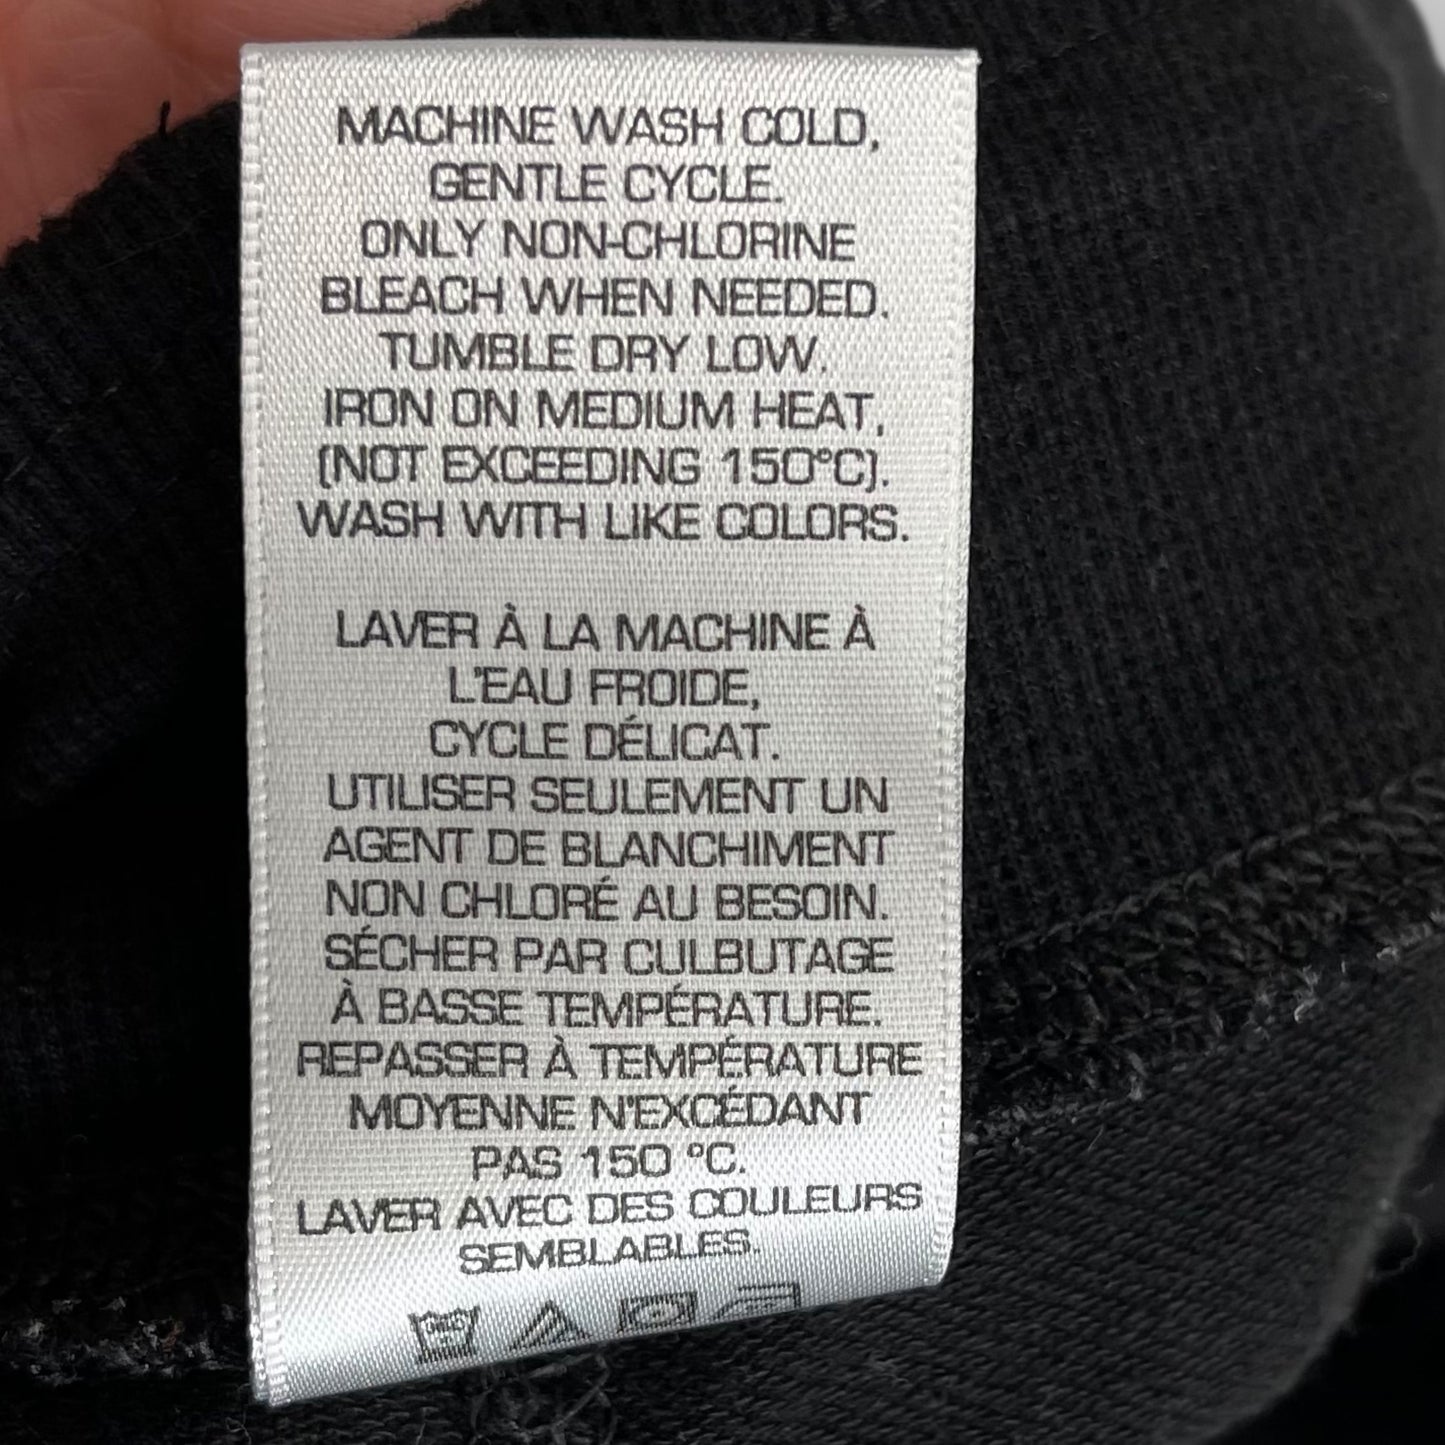 MACHINE WASH COLD,
GENTLE CYCLE.
ONLY NON-CHLORINE
BLEACH WHEN NEEDED.
TUMBLE DRY LOW.
IRON ON MEDIUM HEAT,
(NOT EXCEEDING 150°C).
WASH WITH LIKE COLORS.
LAVER À LA MACHINE À
L'EAU FROIDE,
CYCLE DÉLICAT.
UTILISER SEULEMENT UN
AGENT DE BLANCHIMENT
NON CHLORÉ AU BESOIN.
SÉCHER PAR CULBUTAGE
À BASSE TEMPÉRATURE.
REPASSER À TEMPÉRATURE
MOYENNE N'EXCÉDANT
PAS 150 °C.
LAVER AVEC DES COULEURS
SEMBLABLES.